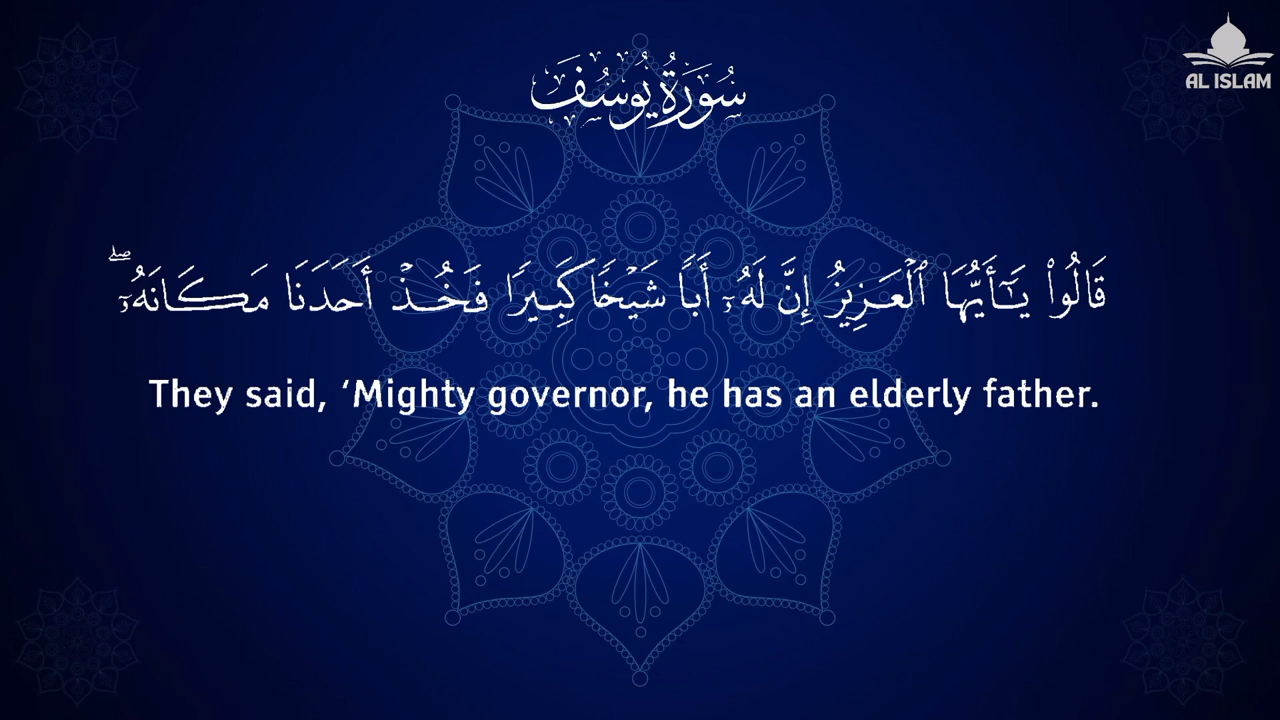 AL ISLAM
سُورَةُ يُوسُفَ
قَالُوا۟ يَـٰٓأَيُّهَا ٱلْعَزِيزُ إِنَّ لَهُۥٓ أَبًا شَيْخًا كَبِيرًا فَخُذْ أَحَدَنَا مَكَانَهُۥٓ ۖ
They said, ‘Mighty governor, he has an elderly father.